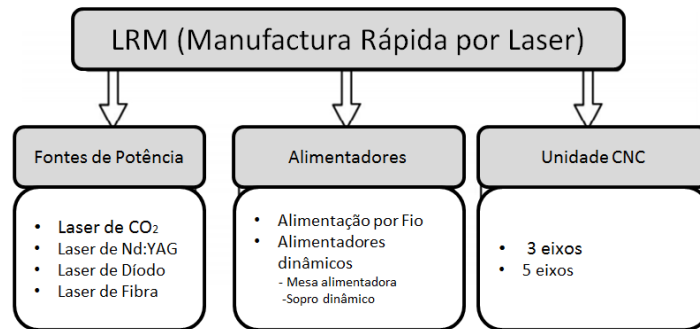 LRM (Manufactura Rápida por Laser)
Fontes de Potência
• Laser de CO₂
• Laser de Nd:YAG
• Laser de Díodo
• Laser de Fibra
Alimentadores
• Alimentação por Fio
• Alimentadores
dinâmicos
- Mesa alimentadora
-Sopro dinâmico
Unidade CNC
• 3 eixos
• 5 eixos